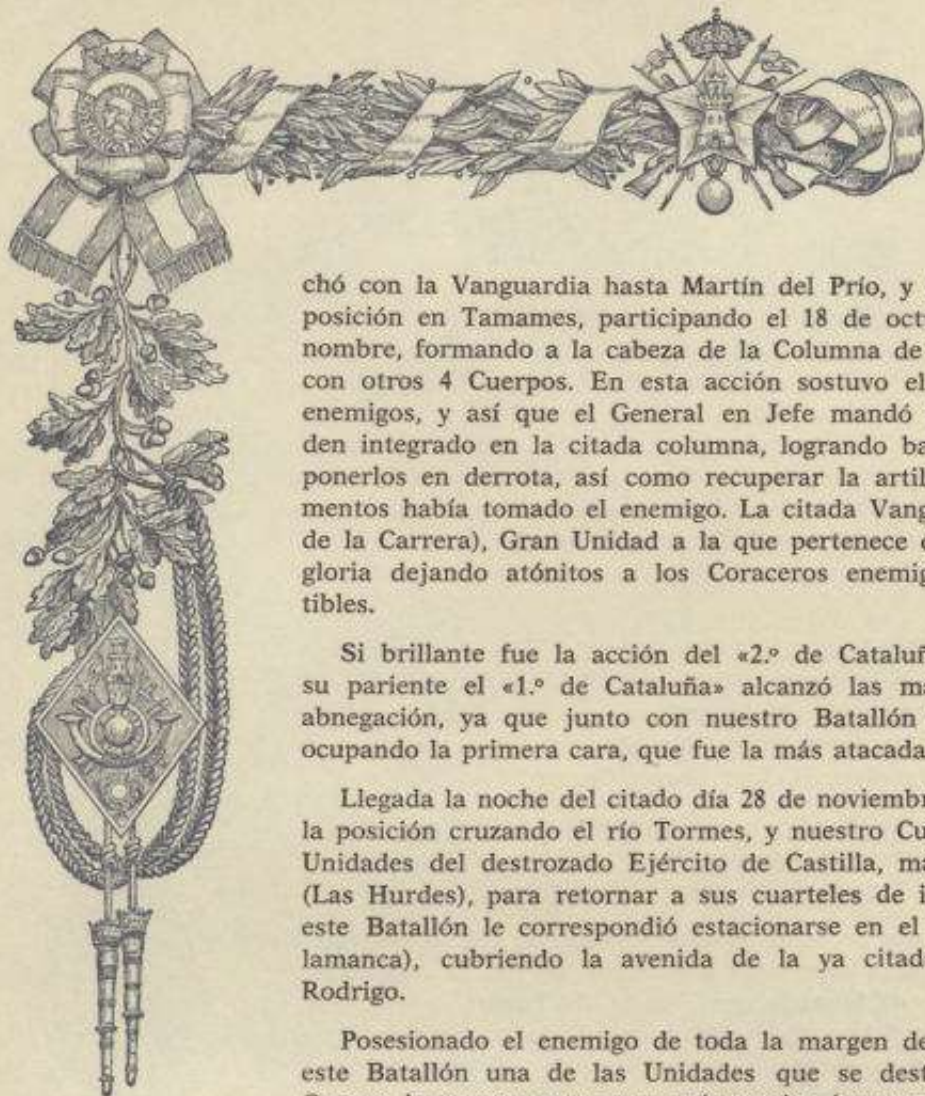 chó con la Vanguardia hasta Martín del Prío, y
posición en Tamames, participando el 18 de oct
nombre, formando a la cabeza de la Columna de
con otros 4 Cuerpos. En esta acción sostuvo el
enemigos, y así que el General en Jefe mandó
den integrado en la citada columna, logrando ba
ponerlos en derrota, así como recuperar la artil
mentos había tomado el enemigo. La citada Vang
de la Carrera), Gran Unidad a la que pertenece
gloria dejando atónitos a los Coraceros enemig
tibles.
Si brillante fue la acción del «2.º de Cataluñ
su pariente el «1.º de Cataluña» alcanzó las m
abnegación, ya que junto con nuestro Batallón
ocupando la primera cara, que fue la más atacada
Llegada la noche del citado día 28 de noviembr
la posición cruzando el río Tormes, y nuestro Cu
Unidades del destrozado Ejército de Castilla, ma
(Las Hurdes), para retornar a sus cuarteles de i
este Batallón le correspondió estacionarse en el
lamanca), cubriendo la avenida de la ya citad
Rodrigo.
Posesionado el enemigo de toda la margen de
este Batallón una de las Unidades que se dest